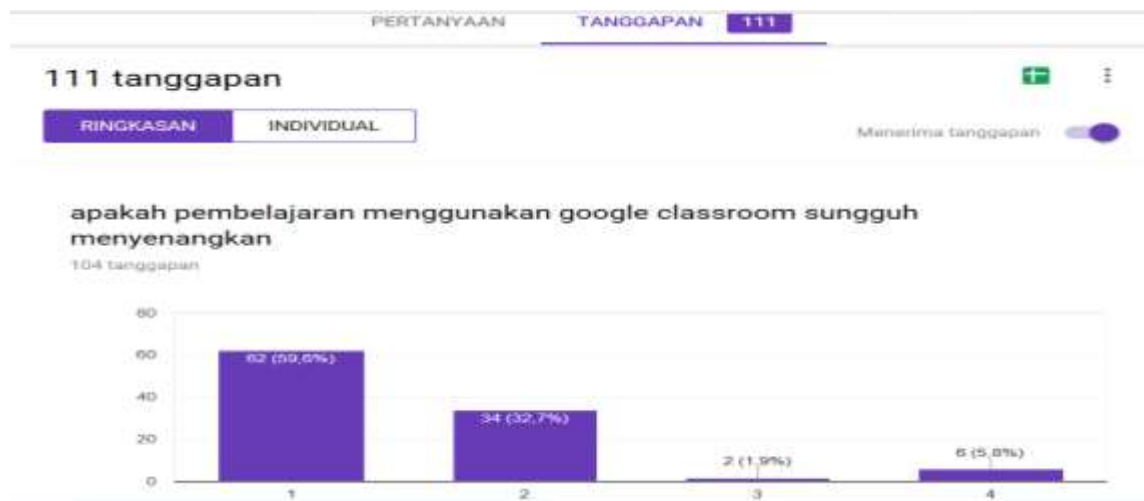 PERTANYAAN TANGGAPAN 111
111 tanggapan
RINGKASAN INDIVIDUAL
Menerima tanggapan
apakah pembelajaran menggunakan google classroom sungguh
menyenangkan
104 tanggapan
80
60
40
20
0
62 (59,6%)
34 (32,7%)
2 (1,9%)
6 (5,8%)
1 2 3 4